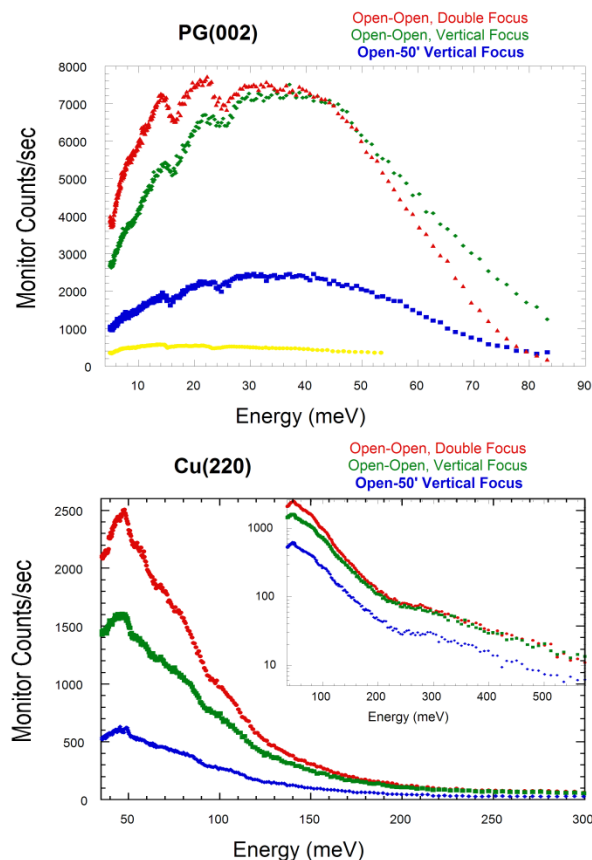 PG(002)
Open-Open, Double Focus
Open-Open, Vertical Focus
Open-50' Vertical Focus
Monitor Counts/sec
8000
7000
6000
5000
4000
3000
2000
1000
0
10 20 30 40 50 60 70 80 90
Energy (meV)
Cu(220)
Open-Open, Double Focus
Open-Open, Vertical Focus
Open-50' Vertical Focus
Monitor Counts/sec
2500
2000
1500
1000
500
0
50 100 150 200 250 300
Energy (meV)
Monitor Counts/sec
1000
100
10
100 200 300 400 500
Energy (meV)